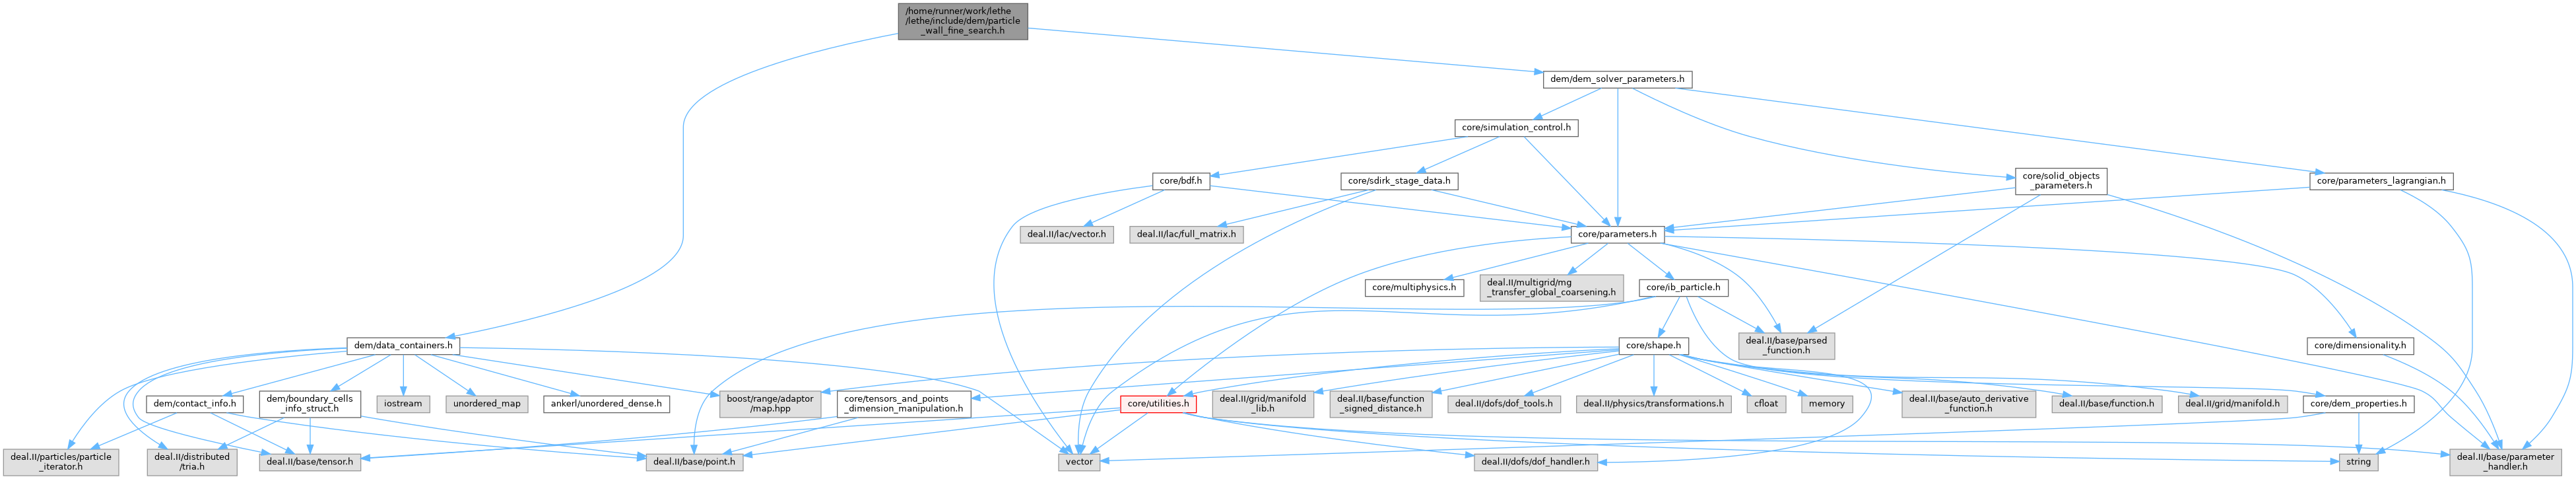 /home/runner/work/lethe
/lethe/include/dem/particle
_wall_fine_search.h
dem/dem_solver_parameters.h
core/simulation_control.h
core/bdf.h
core/sdirk_stage_data.h
core/solid_objects
_parameters.h
core/parameters_lagrangian.h
deal.II/lac/vector.h
deal.II/lac/full_matrix.h
core/parameters.h
core/multiphysics.h
deal.II/multigrid/mg
_transfer_global_coarsening.h
core/ib_particle.h
dem/data_containers.h
core/shape.h
deal.II/base/parsed
_function.h
core/dimensionality.h
dem/contact_info.h
dem/boundary_cells
_info_struct.h
iostream
unordered_map
ankerl/unordered_dense.h
boost/range/adaptor
/map.hpp
core/tensors_and_points
_dimension_manipulation.h
core/utilities.h
deal.II/grid/manifold
_lib.h
deal.II/base/function
_signed_distance.h
deal.II/dofs/dof_tools.h
deal.II/physics/transformations.h
cfloat
memory
deal.II/base/auto_derivative
_function.h
deal.II/base/function.h
deal.II/grid/manifold.h
core/dem_properties.h
deal.II/particles/particle
_iterator.h
deal.II/distributed
/tria.h
deal.II/base/tensor.h
deal.II/base/point.h
vector
deal.II/dofs/dof_handler.h
string
deal.II/base/parameter
_handler.h